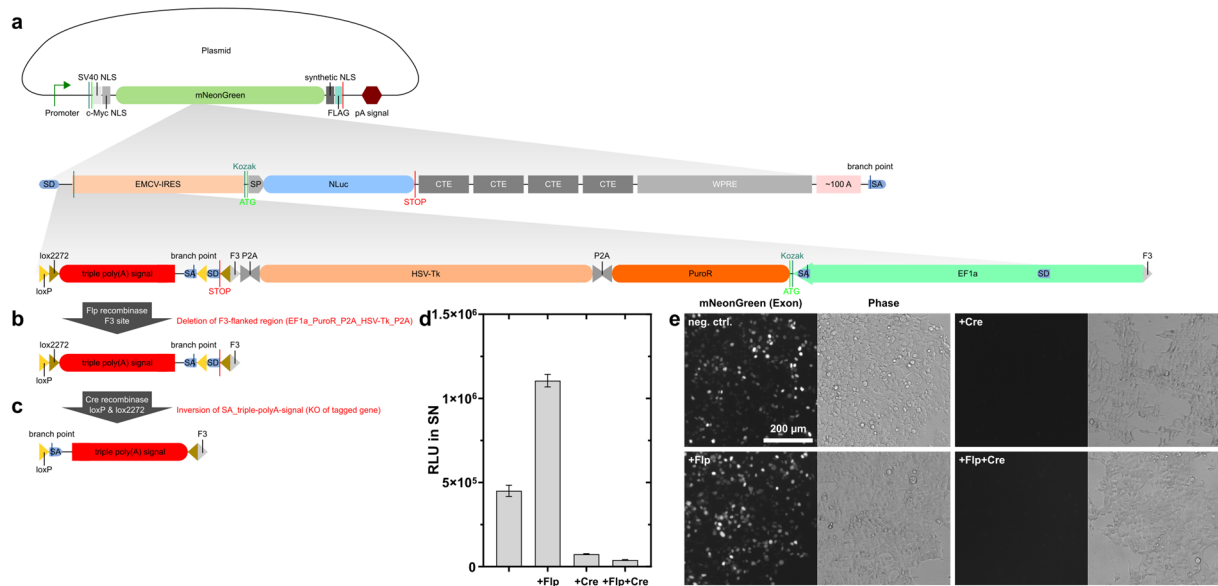 a
Plasmid
SV40 NLS
synthetic NLS
mNeonGreen
Promoter
c-Myc NLS
FLAG
pA signal
Kozak
branch point
SD
EMCV-IRES
SP
NLuc
CTE
CTE
CTE
CTE
WPRE
~100 A
SA
ATG
STOP
lox2272
branch point
F3
P2A
P2A
Kozak
F3
triple poly(A) signal
SA
SD
HSV-Tk
PuroR
SA
EF1a
SD
loxP
STOP
ATG
b
Flp recombinase
F3 site
Deletion of F3-flanked region (EF1a_PuroR_P2A_HSV-Tk_P2A)
lox2272
branch point
F3
triple poly(A) signal
SA
SD
loxP
STOP
c
Cre recombinase
loxP & lox2272
Inversion of SA_triple-polyA-signal (KO of tagged gene)
branch point
F3
SA
triple poly(A) signal
loxP
d
RLU in SN
1.5×10⁶
1×10⁶
5×10⁵
0
+Flp
+Cre
+Flp+Cre
e
mNeonGreen (Exon)
Phase
neg. ctrl.
+Cre
200 µm
+Flp
+Flp+Cre